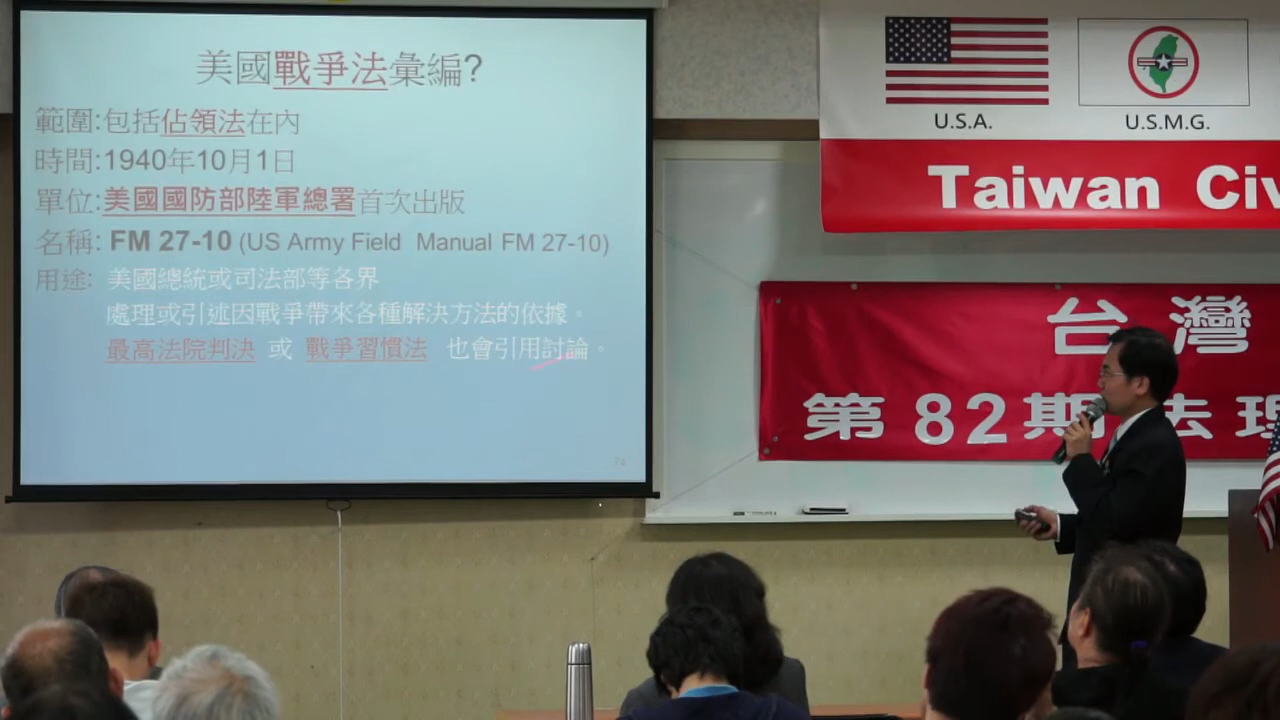 美國戰爭法彙編?
範圍:包括佔領法在內
時間:1940年10月1日
單位:美國國防部陸軍總署首次出版
名稱: FM 27-10 (US Army Field Manual FM 27-10)
用途: 美國總統或司法部等各界
處理或引述因戰爭帶來各種解決方法的依據。
最高法院判決 或 戰爭習慣法 也會引用討論。
U.S.A.
U.S.M.G.
Taiwan Civ
台灣
第82期法理